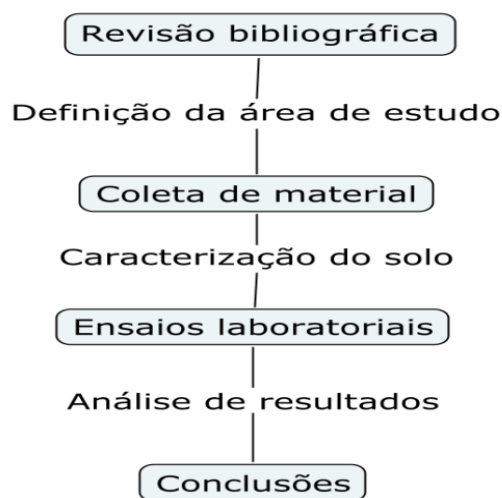 Revisão bibliográfica
Definição da área de estudo
Coleta de material
Caracterização do solo
Ensaios laboratoriais
Análise de resultados
Conclusões